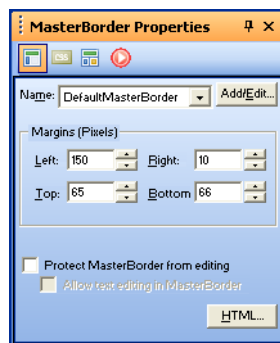 MasterBorder Properties
CSS
Name: DefaultMasterBorder Add/Edit...
Margins (Pixels)
Left: 150 Right: 10
Top: 65 Bottom 66
Protect MasterBorder from editing
Allow text editing in MasterBorder
HTML...